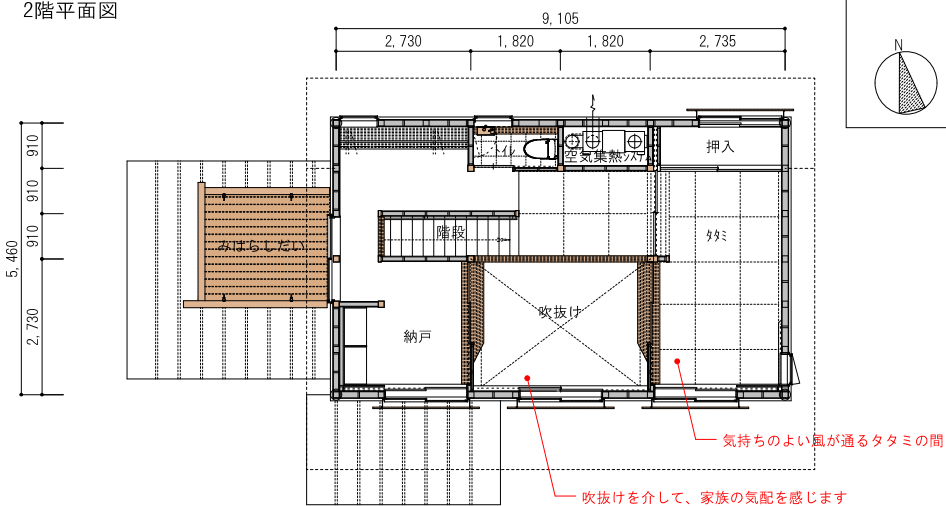 2階平面図
9,105
2,730
1,820
1,820
2,735
N
910
910
910
2,730
5,460
トイレ
空気集熱システム
押入
みはらしだい
階段
タタミ
吹抜け
納戸
気持ちのよい風が通るタタミの間
吹抜けを介して、家族の気配を感じます